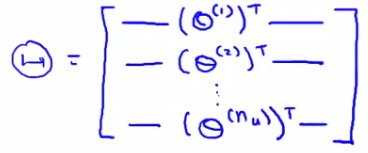 Θ = [ — (Θ^(1))^T —
— (Θ^(2))^T —
⋮
— (Θ^(n_u))^T — ]